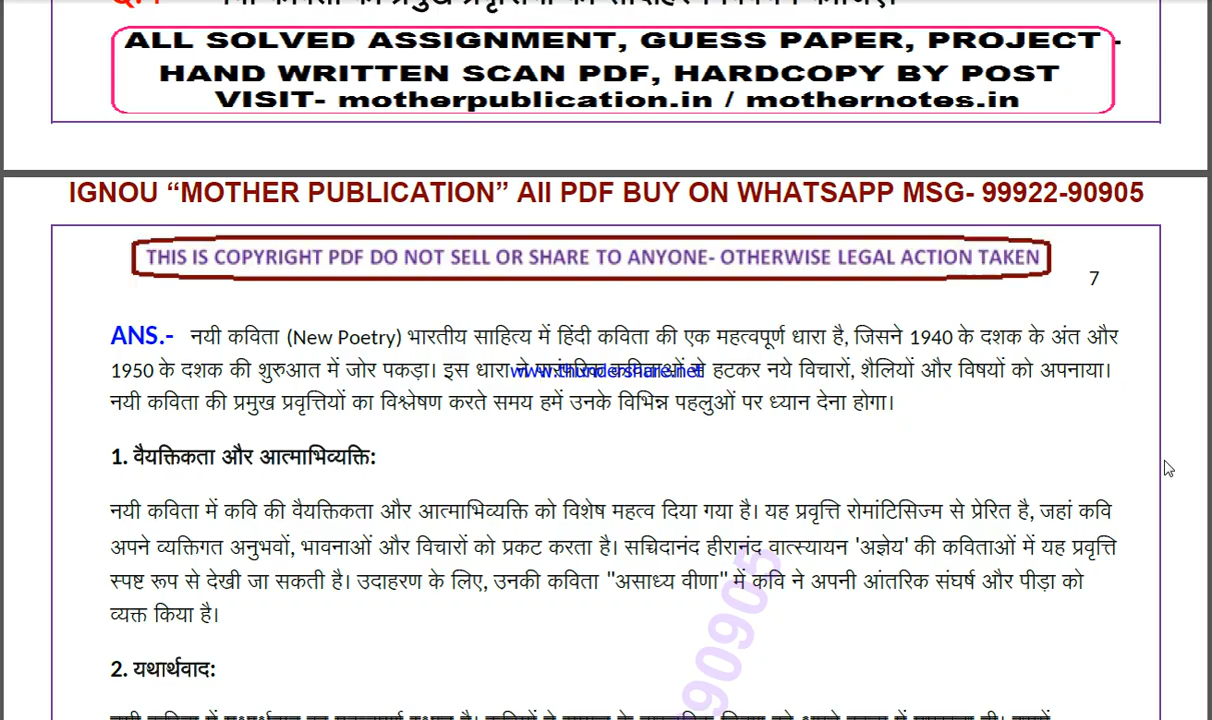 ALL SOLVED ASSIGNMENT, GUESS PAPER, PROJECT -
HAND WRITTEN SCAN PDF, HARDCOPY BY POST
VISIT- motherpublication.in / mothernotes.in
IGNOU “MOTHER PUBLICATION” All PDF BUY ON WHATSAPP MSG- 99922-90905
THIS IS COPYRIGHT PDF DO NOT SELL OR SHARE TO ANYONE- OTHERWISE LEGAL ACTION TAKEN
7
ANS.- नयी कविता (New Poetry) भारतीय साहित्य में हिंदी कविता की एक महत्वपूर्ण धारा है, जिसने 1940 के दशक के अंत और
1950 के दशक की शुरुआत में जोर पकड़ा। इस धारा ने पारंपरिक कविताओं से हटकर नये विचारों, शैलियों और विषयों को अपनाया।
www.thundershare.net
नयी कविता की प्रमुख प्रवृत्तियों का विश्लेषण करते समय हमें उनके विभिन्न पहलुओं पर ध्यान देना होगा।
1. वैयक्तिकता और आत्माभिव्यक्ति:
नयी कविता में कवि की वैयक्तिकता और आत्माभिव्यक्ति को विशेष महत्व दिया गया है। यह प्रवृत्ति रोमांटिसिज्म से प्रेरित है, जहां कवि
अपने व्यक्तिगत अनुभवों, भावनाओं और विचारों को प्रकट करता है। सच्चिदानंद हीरानंद वात्स्यायन 'अज्ञेय' की कविताओं में यह प्रवृत्ति
स्पष्ट रूप से देखी जा सकती है। उदाहरण के लिए, उनकी कविता "असाध्य वीणा" में कवि ने अपनी आंतरिक संघर्ष और पीड़ा को
व्यक्त किया है।
90905
2. यथार्थवाद: